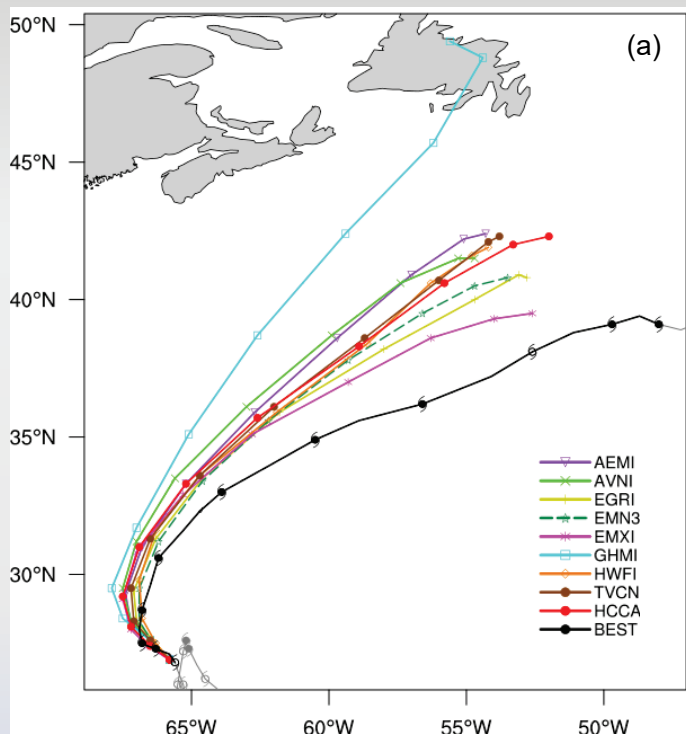 50°N
(a)
45°N
40°N
35°N
30°N
AEMI
AVNI
EGRI
EMN3
EMXI
GHMI
HWFI
TVCN
HCCA
BEST
65°W 60°W 55°W 50°W